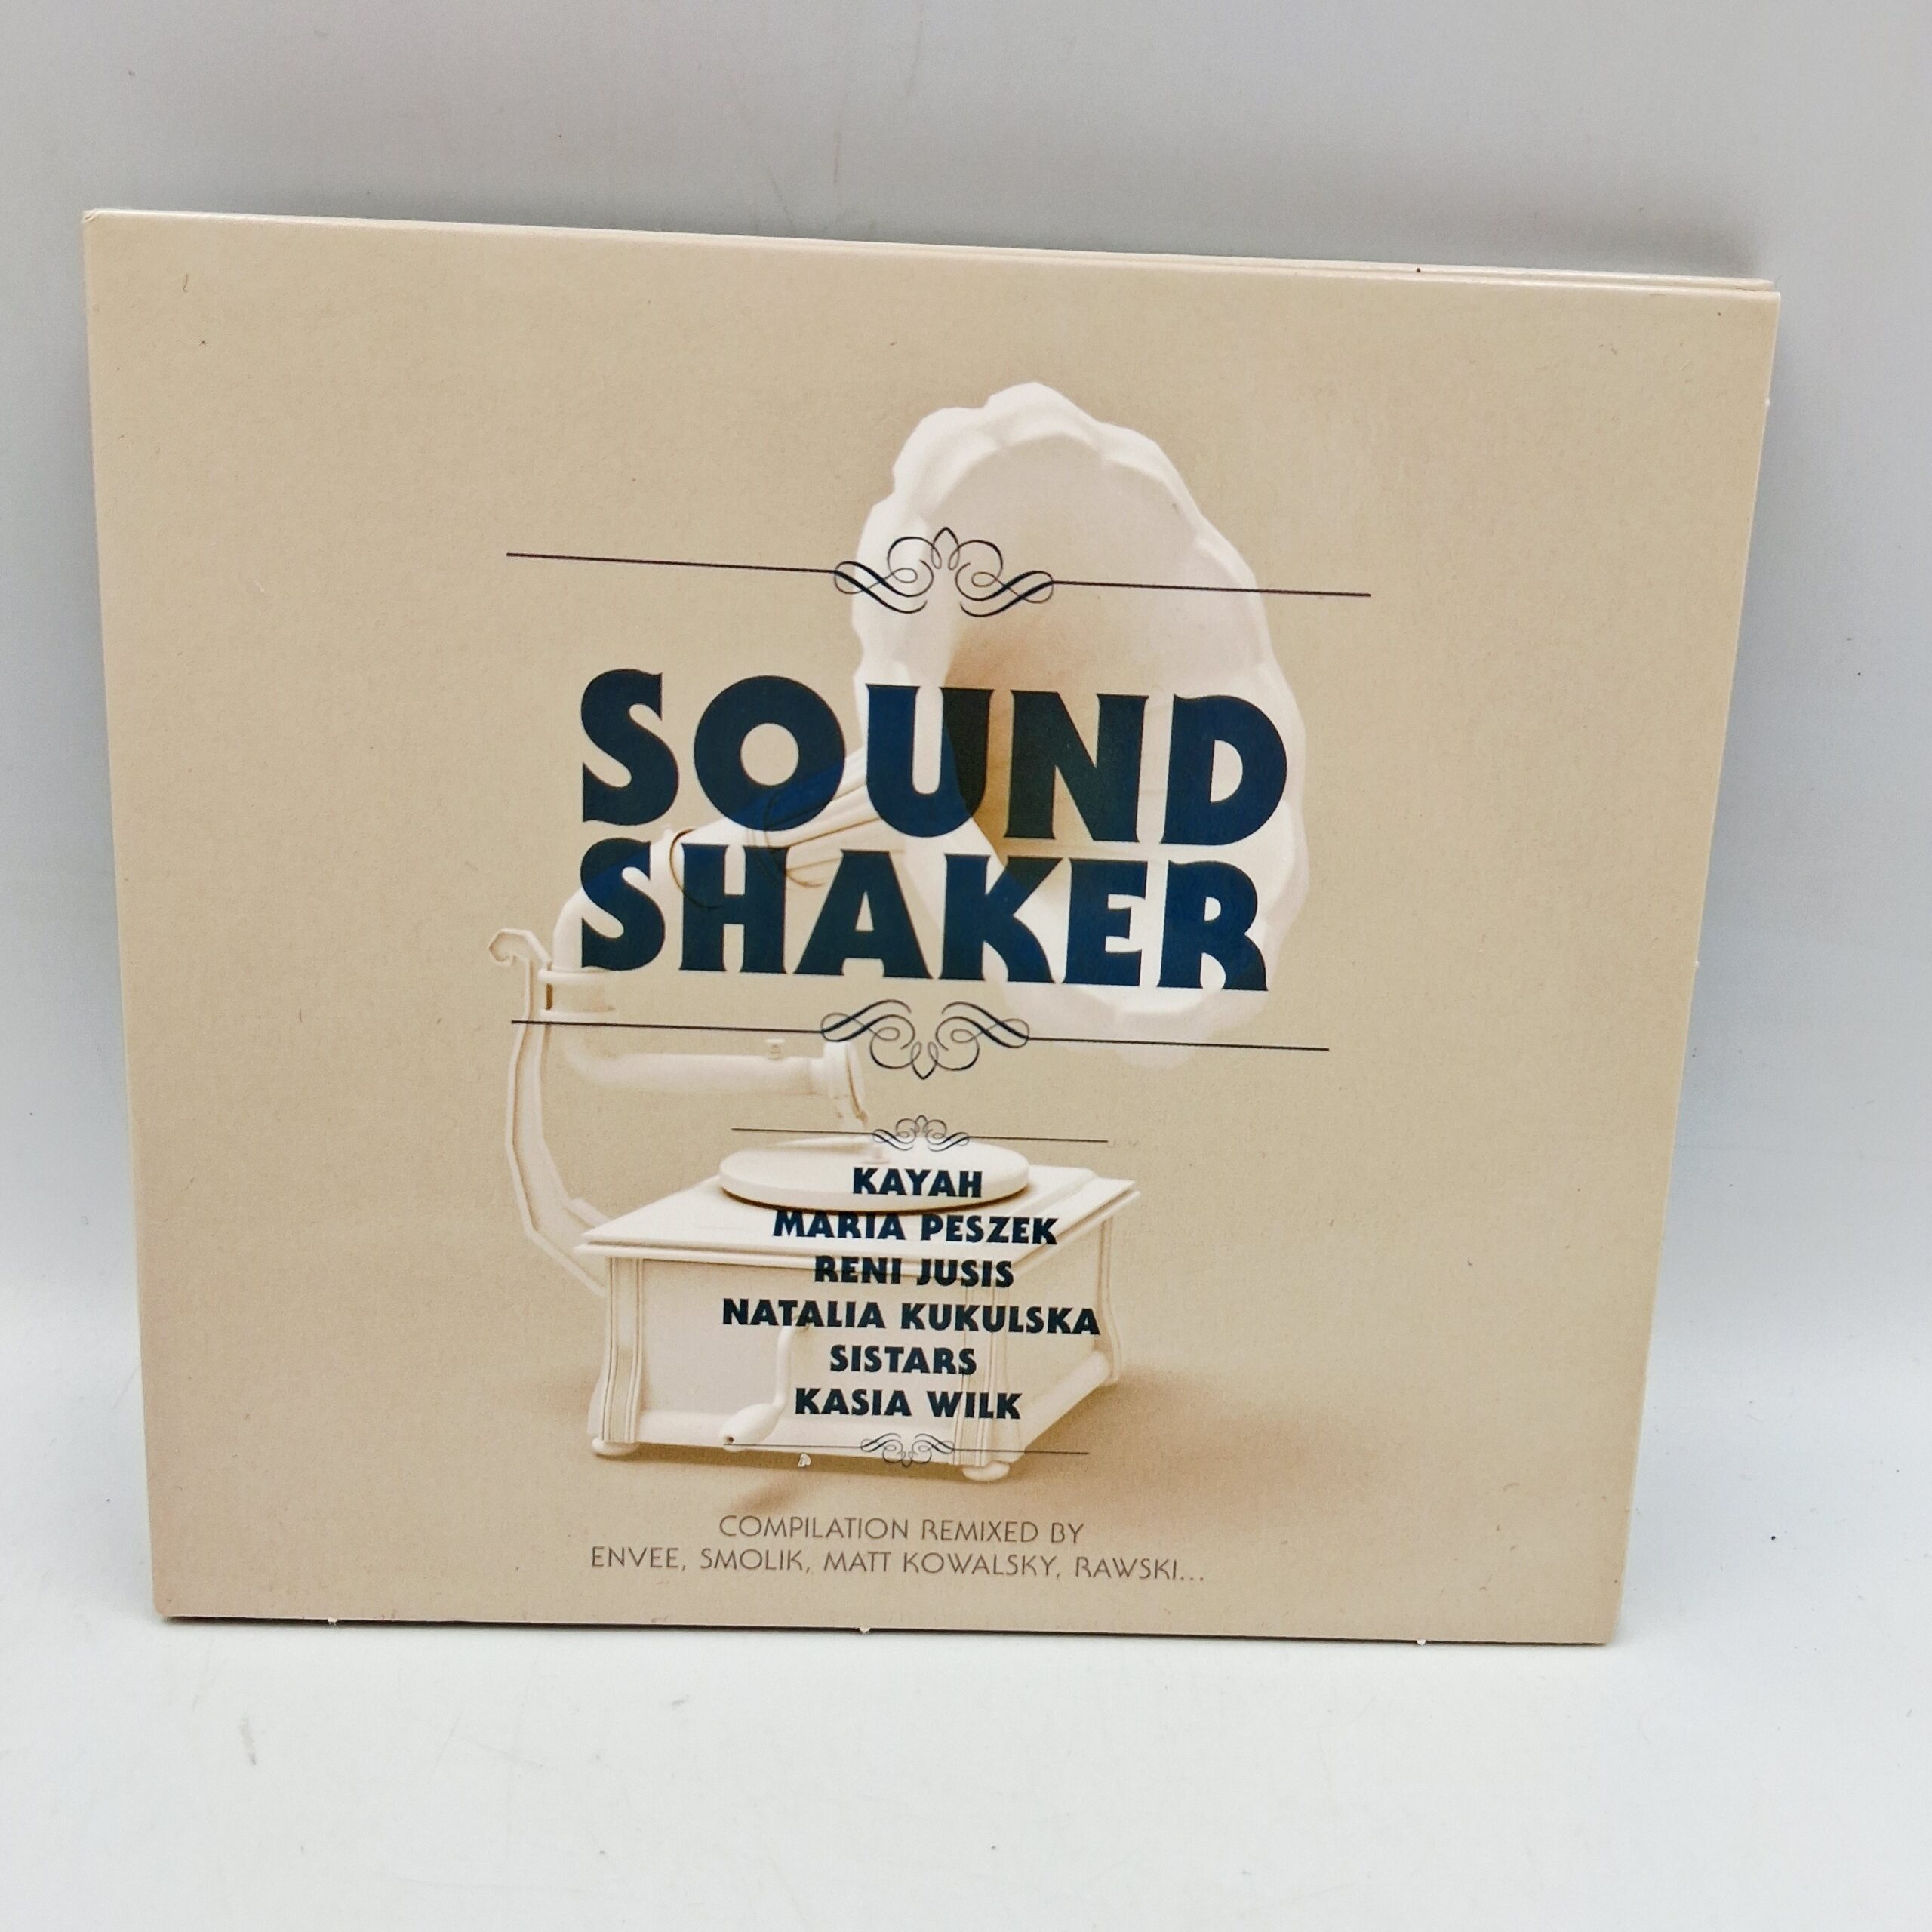 SOUND
SHAKER
KAYAH
MARIA PESZEK
RENI JUSIS
NATALIA KUKULSKA
SISTARS
KASIA WILK
COMPILATION REMIXED BY
ENVEE, SMOLIK, MATT KOWALSKY, RAWSKI...